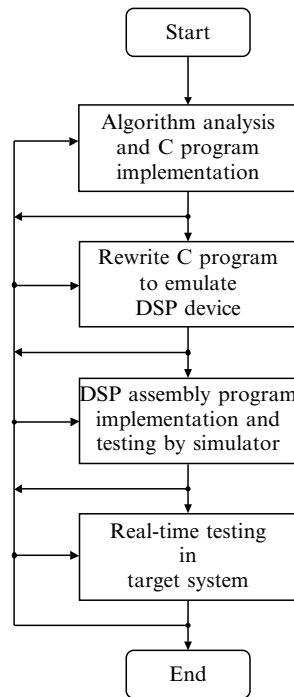 Start
Algorithm analysis
and C program
implementation
Rewrite C program
to emulate
DSP device
DSP assembly program
implementation and
testing by simulator
Real-time testing
in
target system
End